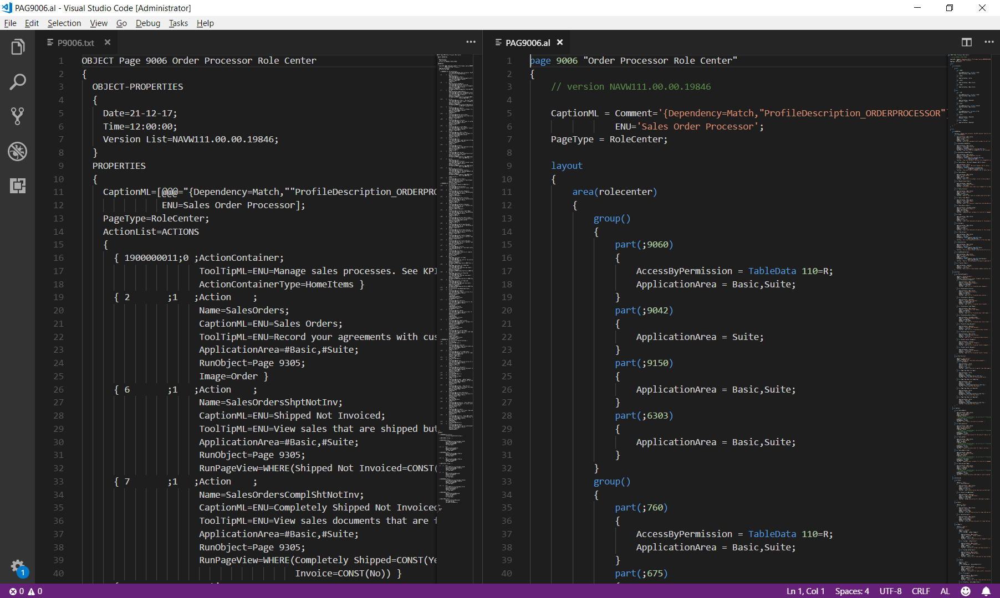 PAG9006.al - Visual Studio Code [Administrator]
File Edit Selection View Go Debug Tasks Help
P9006.txt
1 OBJECT Page 9006 Order Processor Role Center
2 {
3 OBJECT-PROPERTIES
4 {
5 Date=21-12-17;
6 Time=12:00:00;
7 Version List=NAVW111.00.00.19846;
8 }
9 PROPERTIES
10 {
11 CaptionML=[@@@="{Dependency=Match,""ProfileDescription_ORDERPRO
12 ENU=Sales Order Processor];
13 PageType=RoleCenter;
14 ActionList=ACTIONS
15 {
16 { 1900000011;0 ;ActionContainer;
17 ToolTipML=ENU=Manage sales processes. See KPI
18 ActionContainerType=HomeItems }
19 { 2 ;1 ;Action ;
20 Name=SalesOrders;
21 CaptionML=ENU=Sales Orders;
22 ToolTipML=ENU=Record your agreements with cus
23 ApplicationArea=#Basic,#Suite;
24 RunObject=Page 9305;
25 Image=Order }
26 { 6 ;1 ;Action ;
27 Name=SalesOrdersShptNotInv;
28 CaptionML=ENU=Shipped Not Invoiced;
29 ToolTipML=ENU=View sales that are shipped but
30 ApplicationArea=#Basic,#Suite;
31 RunObject=Page 9305;
32 RunPageView=WHERE(Shipped Not Invoiced=CONST(
33 { 7 ;1 ;Action ;
34 Name=SalesOrdersComplShtNotInv;
35 CaptionML=ENU=Completely Shipped Not Invoiced
36 ToolTipML=ENU=View sales documents that are f
37 ApplicationArea=#Basic,#Suite;
38 RunObject=Page 9305;
39 RunPageView=WHERE(Completely Shipped=CONST(Ye
40 Invoice=CONST(No)) }
PAG9006.al
1 page 9006 "Order Processor Role Center"
2 {
3 // version NAVW111.00.00.19846
4
5 CaptionML = Comment='{Dependency=Match,"ProfileDescription_ORDERPROCESSOR"}
6 ENU='Sales Order Processor';
7 PageType = RoleCenter;
8
9 layout
10 {
11 area(rolecenter)
12 {
13 group()
14 {
15 part(;9060)
16 {
17 AccessByPermission = TableData 110=R;
18 ApplicationArea = Basic,Suite;
19 }
20 part(;9042)
21 {
22 ApplicationArea = Suite;
23 }
24 part(;9150)
25 {
26 ApplicationArea = Basic,Suite;
27 }
28 part(;6303)
29 {
30 ApplicationArea = Basic,Suite;
31 }
32 }
33 group()
34 {
35 part(;760)
36 {
37 AccessByPermission = TableData 110=R;
38 ApplicationArea = Basic,Suite;
39 }
40 part(;675)
1
0 0 Ln 1, Col 1 Spaces: 4 UTF-8 CRLF AL